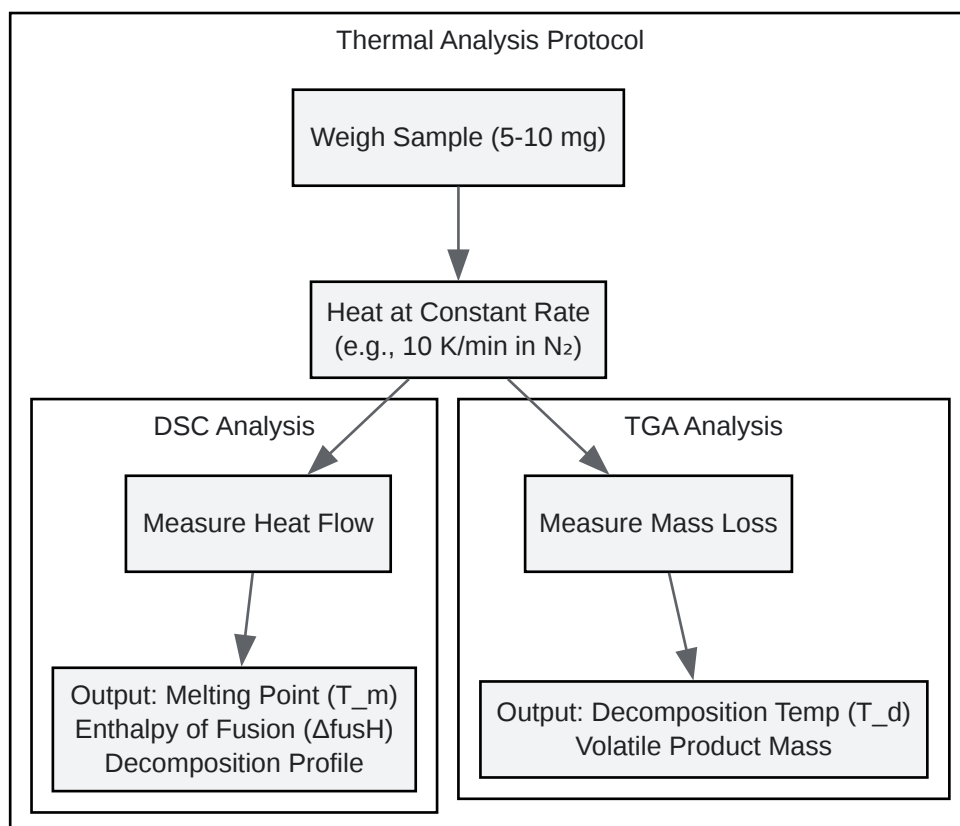 Thermal Analysis Protocol
Weigh Sample (5-10 mg)
Heat at Constant Rate
(e.g., 10 K/min in N₂)
DSC Analysis
Measure Heat Flow
Output: Melting Point (T_m)
Enthalpy of Fusion (ΔfusH)
Decomposition Profile
TGA Analysis
Measure Mass Loss
Output: Decomposition Temp (T_d)
Volatile Product Mass